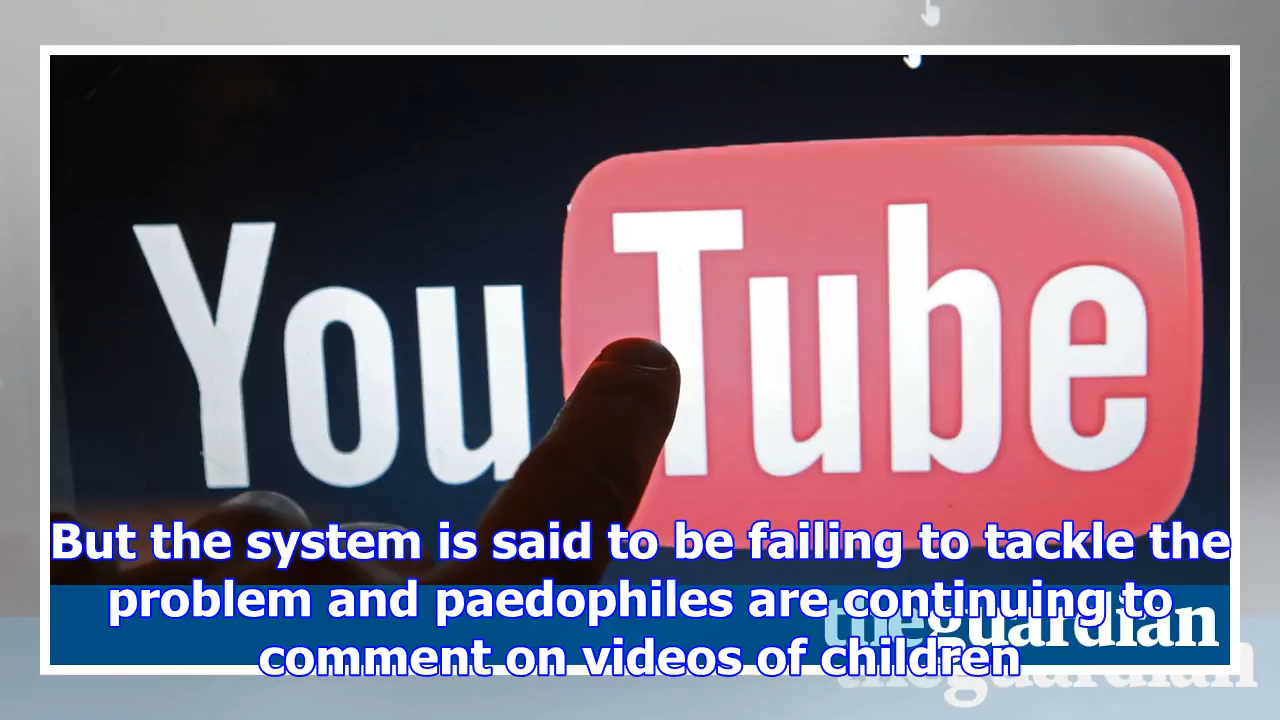 YouTube
But the system is said to be failing to tackle the
problem and paedophiles are continuing to
comment on videos of children
theguardian
theguardian